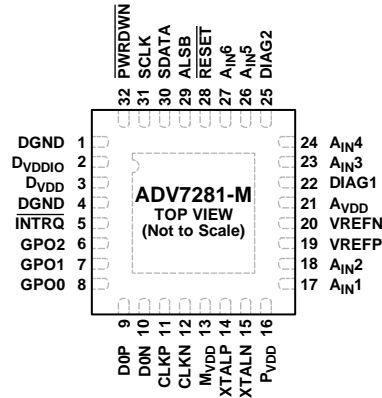 PWRDWN
SCLK
SDATA
ALSB
RESET
AIN6
AIN5
DIAG2
32 31 30 29 28 27 26 25
DGND 1
DVDDIO 2
DVDD 3
DGND 4
INTRQ 5
GPO2 6
GPO1 7
GPO0 8
ADV7281-M
TOP VIEW
(Not to Scale)
24 AIN4
23 AIN3
22 DIAG1
21 AVDD
20 VREFN
19 VREFP
18 AIN2
17 AIN1
9 10 11 12 13 14 15 16
D0P
D0N
CLKP
CLKN
MVDD
XTALP
XTALN
PVDD